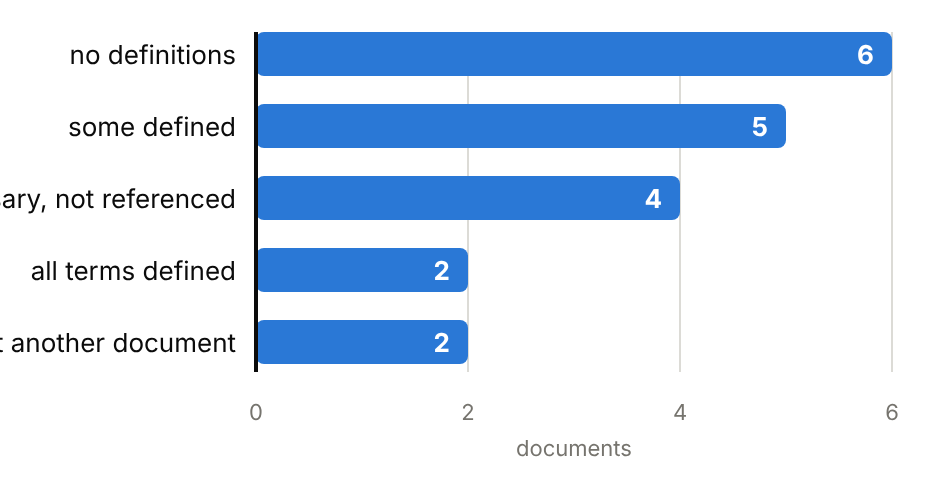 no definitions
6
some defined
5
not referenced
4
all terms defined
2
another document
2
0 2 4 6
documents